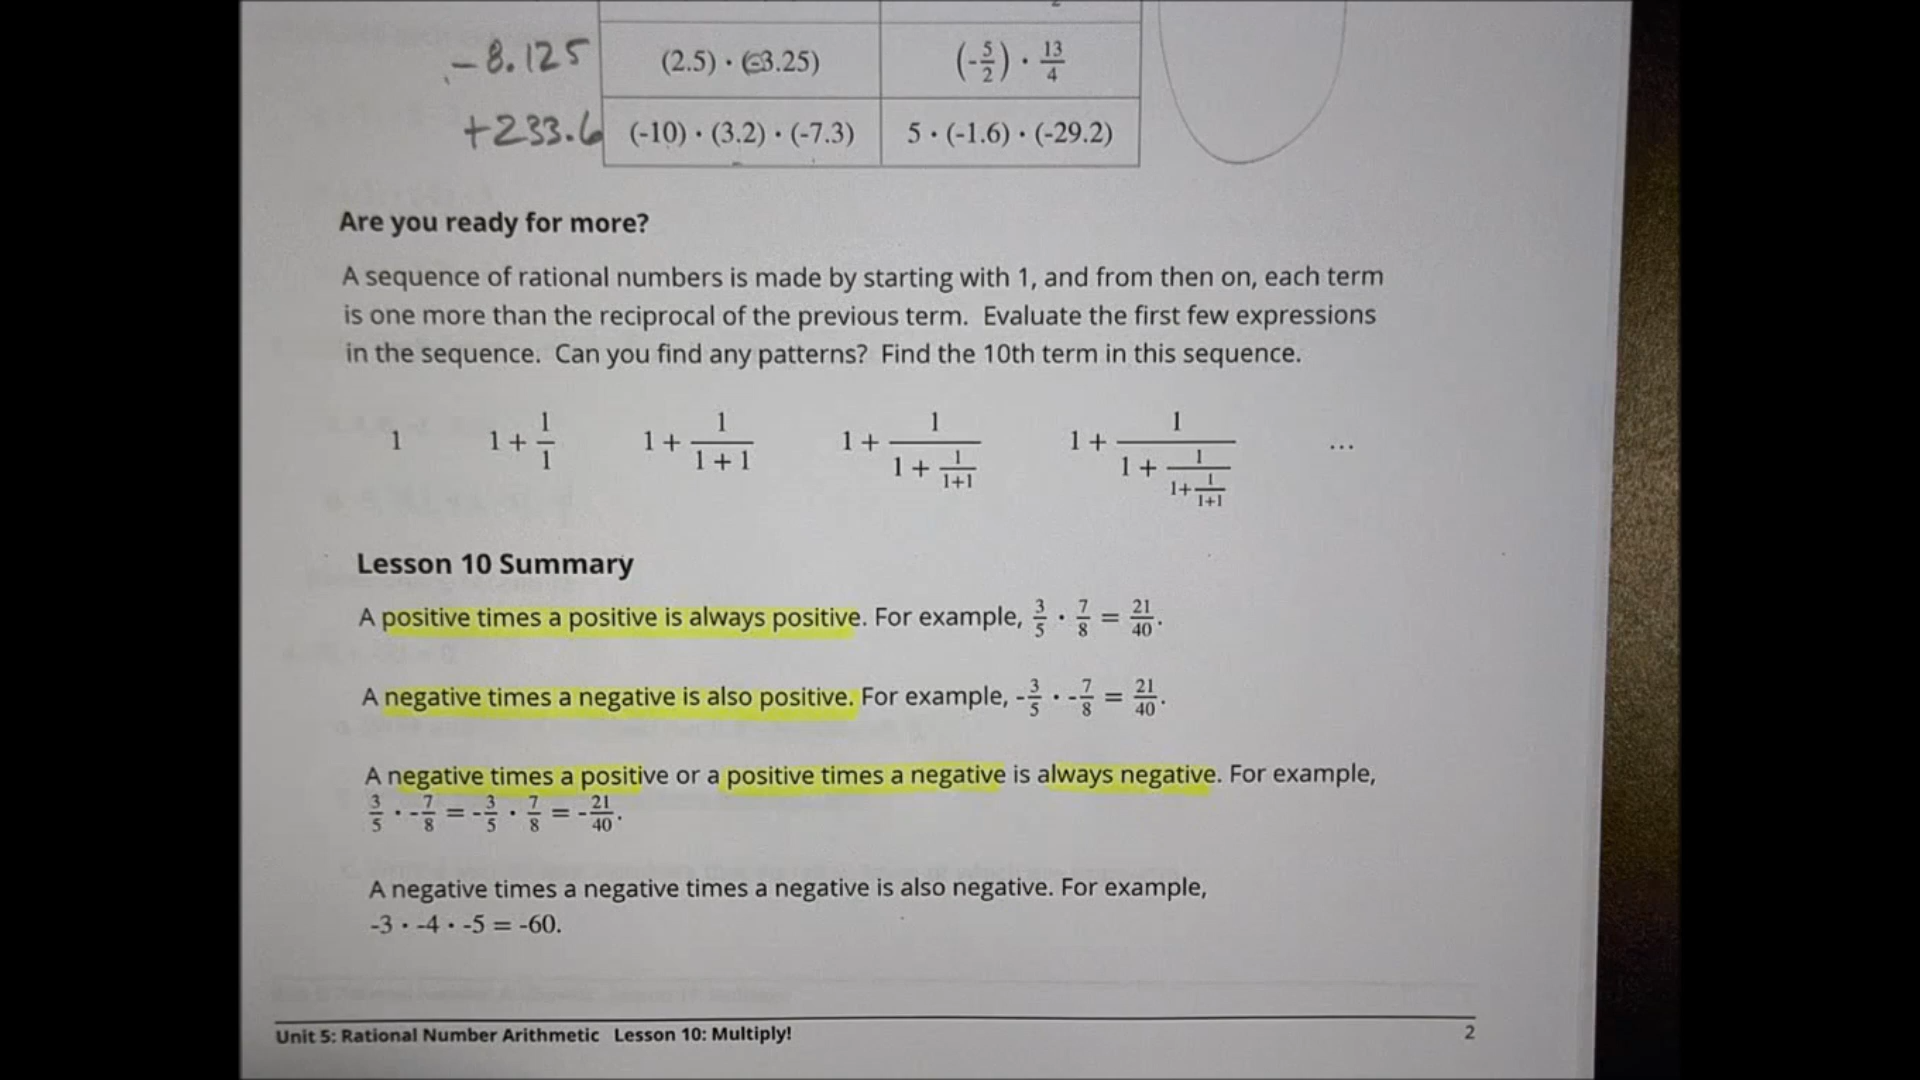 -8.125 (2.5) · (-3.25) (-5/2) · 13/4
+233.6 (-10) · (3.2) · (-7.3) 5 · (-1.6) · (-29.2)
Are you ready for more?
A sequence of rational numbers is made by starting with 1, and from then on, each term
is one more than the reciprocal of the previous term. Evaluate the first few expressions
in the sequence. Can you find any patterns? Find the 10th term in this sequence.
1 1 + 1/1 1 + 1/(1 + 1) 1 + 1/(1 + 1/(1+1)) 1 + 1/(1 + 1/(1+1/(1+1))) ...
Lesson 10 Summary
A positive times a positive is always positive. For example, 3/5 · 7/8 = 21/40.
A negative times a negative is also positive. For example, -3/5 · -7/8 = 21/40.
A negative times a positive or a positive times a negative is always negative. For example,
3/5 · -7/8 = -3/5 · 7/8 = -21/40.
A negative times a negative times a negative is also negative. For example,
-3 · -4 · -5 = -60.
Unit 5: Rational Number Arithmetic Lesson 10: Multiply! 2